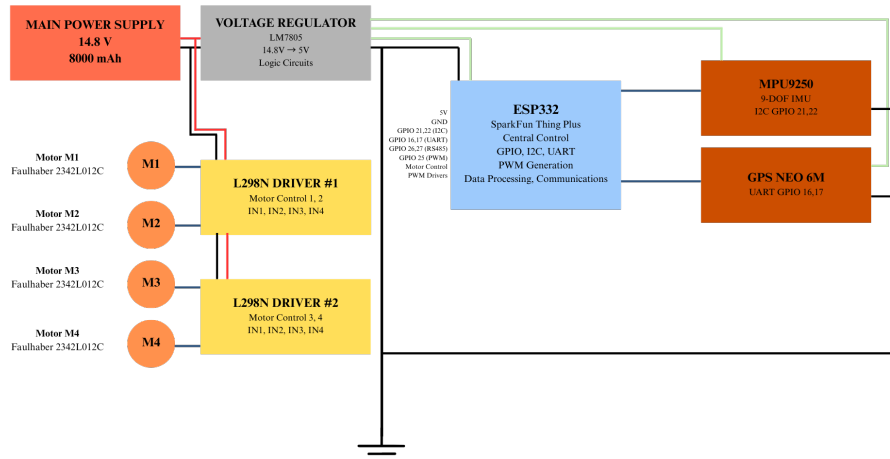 MAIN POWER SUPPLY
14.8 V
8000 mAh
VOLTAGE REGULATOR
LM7805
14.8V → 5V
Logic Circuits
ESP332
SparkFun Thing Plus
Central Control
GPIO, I2C, UART
PWM Generation
Data Processing, Communications
5V
GND
GPIO 21,22 (I2C)
GPIO 16,17 (UART)
GPIO 26,27 (RS485)
GPIO 25 (PWM)
Motor Control
PWM Drivers
MPU9250
9-DOF IMU
I2C GPIO 21,22
GPS NEO 6M
UART GPIO 16,17
Motor M1
Faulhaber 2342L012C
M1
Motor M2
Faulhaber 2342L012C
M2
L298N DRIVER #1
Motor Control 1, 2
IN1, IN2, IN3, IN4
Motor M3
Faulhaber 2342L012C
M3
Motor M4
Faulhaber 2342L012C
M4
L298N DRIVER #2
Motor Control 3, 4
IN1, IN2, IN3, IN4